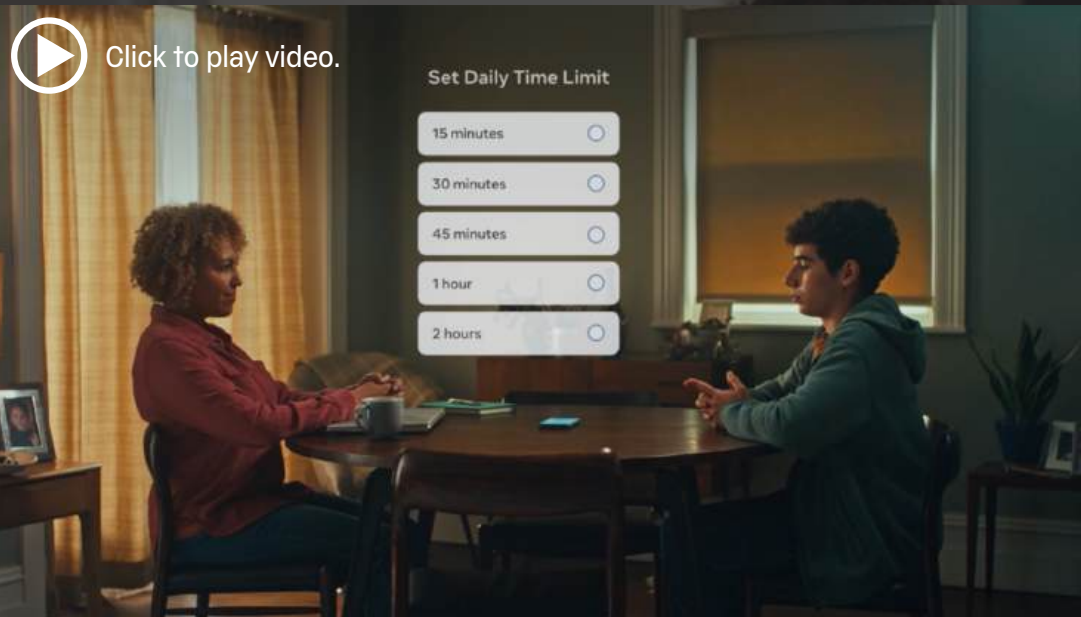 Click to play video.
Set Daily Time Limit
15 minutes
30 minutes
45 minutes
1 hour
2 hours